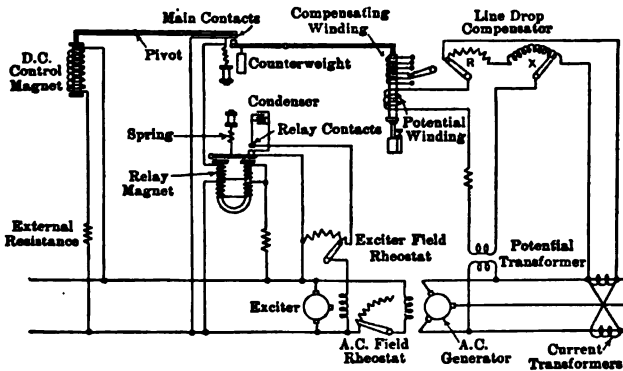 Main Contacts
Compensating
Winding
Line Drop
Compensator
D.C.
Control
Magnet
Pivot
Counterweight
R
X
Condenser
Spring
Relay Contacts
Potential
Winding
Relay
Magnet
External
Resistance
Exciter Field
Rheostat
Potential
Transformer
Exciter
A.C. Field
Rheostat
A.C.
Generator
Current
Transformers